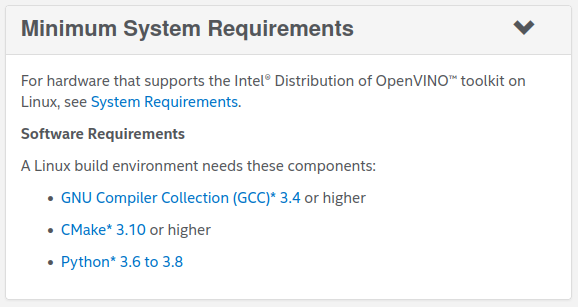 Minimum System Requirements
For hardware that supports the Intel® Distribution of OpenVINO™ toolkit on
Linux, see System Requirements.
Software Requirements
A Linux build environment needs these components:
• GNU Compiler Collection (GCC)* 3.4 or higher
• CMake* 3.10 or higher
• Python* 3.6 to 3.8